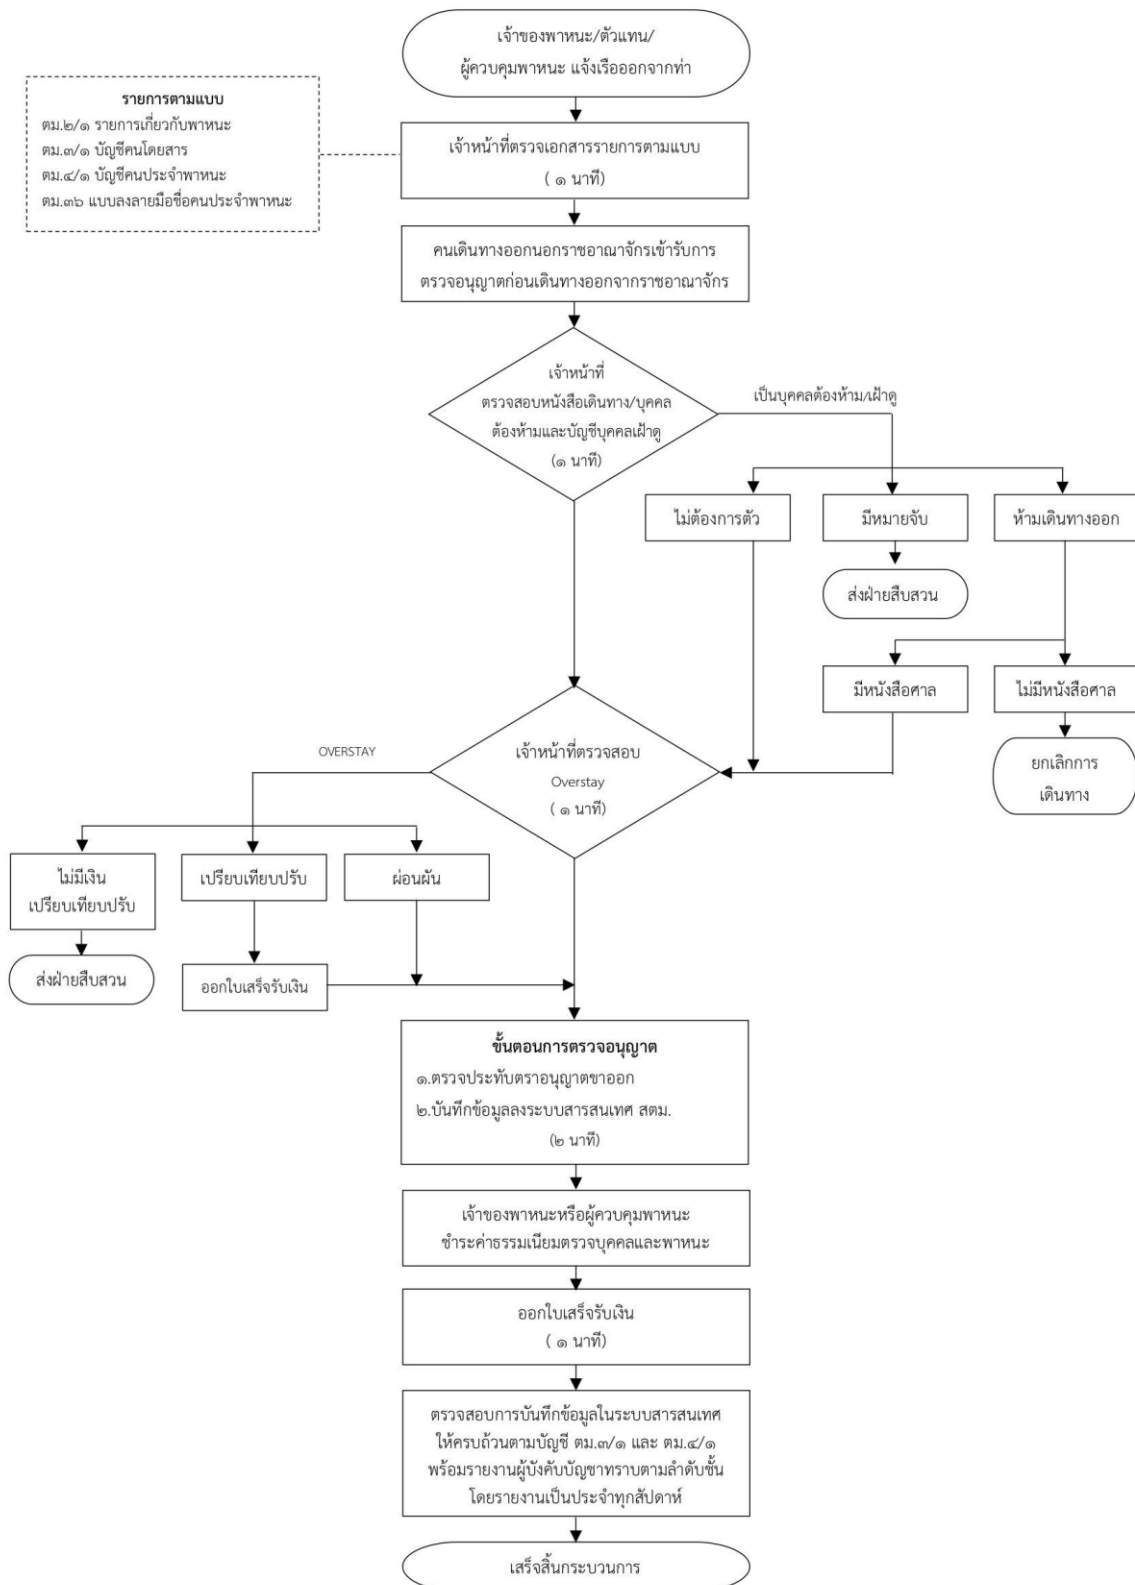 เจ้าของพาหนะ/ตัวแทน/
ผู้ควบคุมพาหนะ แจ้งเรือออกจากท่า
รายการตามแบบ
ตม.๒/๑ รายการเกี่ยวกับพาหนะ
ตม.๓/๑ บัญชีคนโดยสาร
ตม.๔/๑ บัญชีคนประจำพาหนะ
ตม.๓๖ แบบลงลายมือชื่อคนประจำพาหนะ
เจ้าหน้าที่ตรวจเอกสารรายการตามแบบ
( ๑ นาที)
คนเดินทางออกนอกราชอาณาจักรเข้ารับการ
ตรวจอนุญาตก่อนเดินทางออกจากราชอาณาจักร
เจ้าหน้าที่
ตรวจสอบหนังสือเดินทาง/บุคคล
ต้องห้ามและบัญชีบุคคลเฝ้าดู
(๑ นาที)
เป็นบุคคลต้องห้าม/เฝ้าดู
ไม่ต้องการตัว
มีหมายจับ
ห้ามเดินทางออก
ส่งฝ่ายสืบสวน
มีหนังสือศาล
ไม่มีหนังสือศาล
ยกเลิกการ
เดินทาง
เจ้าหน้าที่ตรวจสอบ
Overstay
( ๑ นาที)
OVERSTAY
ไม่มีเงิน
เปรียบเทียบปรับ
เปรียบเทียบปรับ
ผ่อนผัน
ส่งฝ่ายสืบสวน
ออกใบเสร็จรับเงิน
ขั้นตอนการตรวจอนุญาต
๑.ตรวจประทับตราอนุญาตขาออก
๒.บันทึกข้อมูลลงระบบสารสนเทศ สตม.
(๒ นาที)
เจ้าของพาหนะหรือผู้ควบคุมพาหนะ
ชำระค่าธรรมเนียมตรวจบุคคลและพาหนะ
ออกใบเสร็จรับเงิน
( ๑ นาที)
ตรวจสอบการบันทึกข้อมูลในระบบสารสนเทศ
ให้ครบถ้วนตามบัญชี ตม.๓/๑ และ ตม.๔/๑
พร้อมรายงานผู้บังคับบัญชาทราบตามลำดับชั้น
โดยรายงานเป็นประจำทุกสัปดาห์
เสร็จสิ้นกระบวนการ